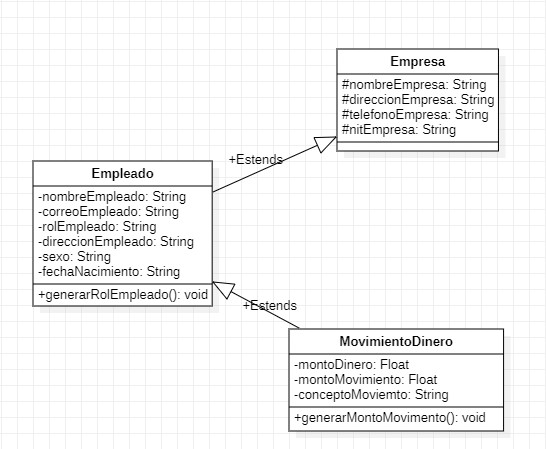 Empresa
#nombreEmpresa: String
#direccionEmpresa: String
#telefonoEmpresa: String
#nitEmpresa: String
+Estends
Empleado
-nombreEmpleado: String
-correoEmpleado: String
-rolEmpleado: String
-direccionEmpleado: String
-sexo: String
-fechaNacimiento: String
+generarRolEmpleado(): void
+Estends
MovimientoDinero
-montoDinero: Float
-montoMovimiento: Float
-conceptoMoviemto: String
+generarMontoMovimento(): void